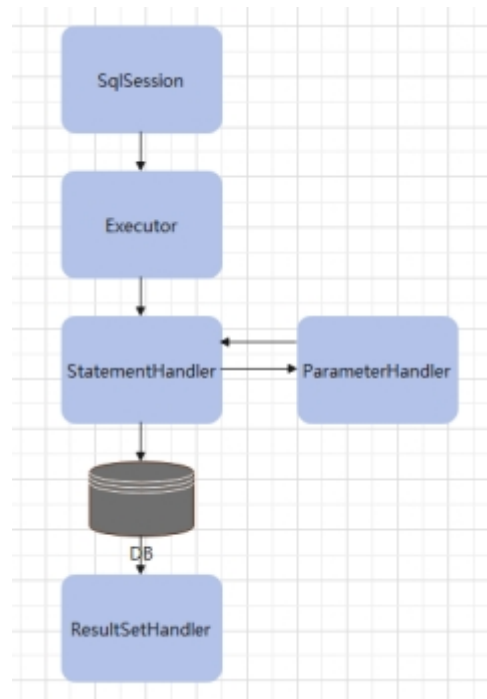 SqlSession
Executor
StatementHandler
ParameterHandler
DB
ResultSetHandler